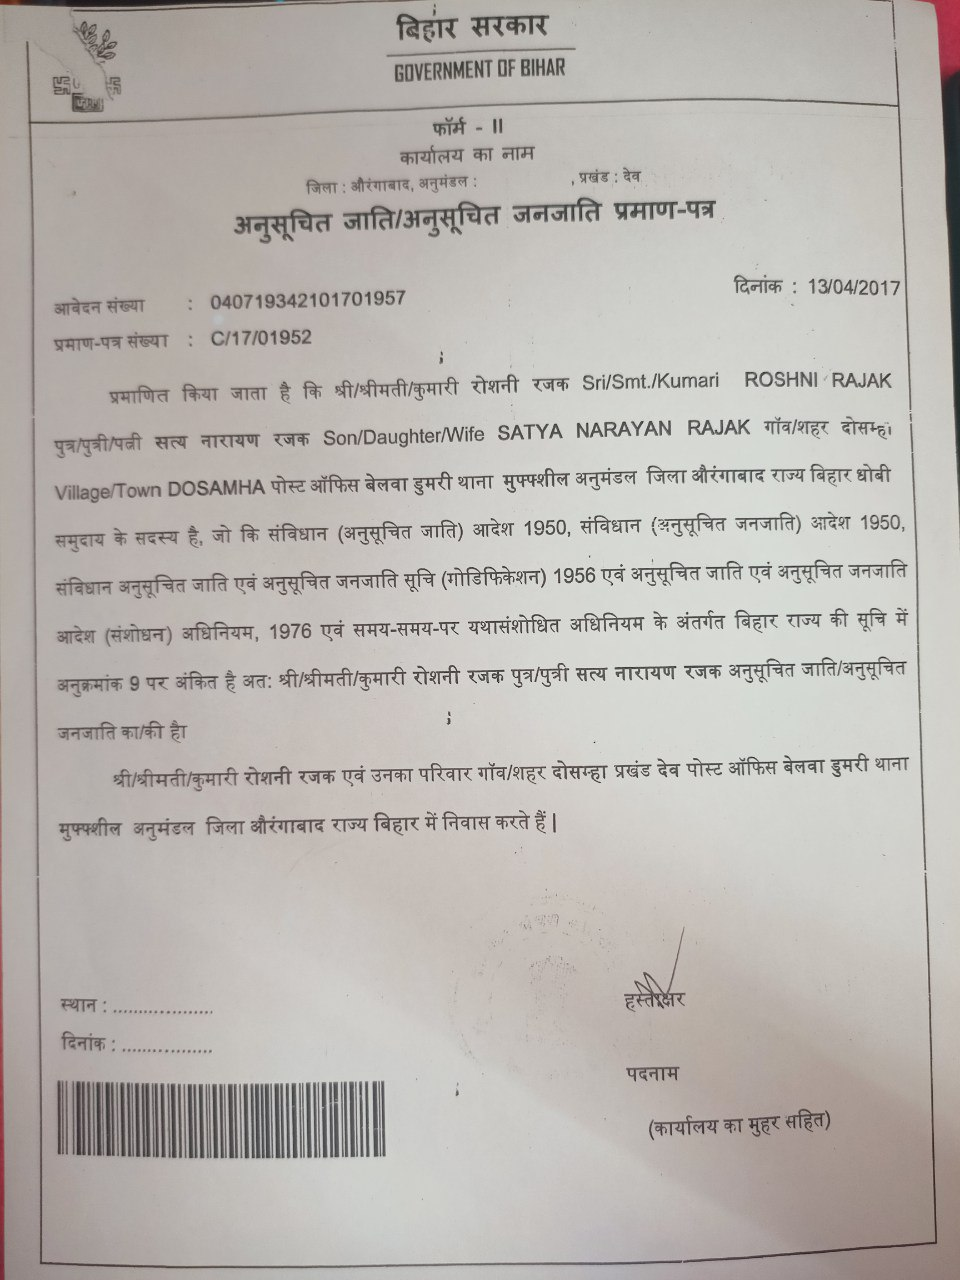 बिहार सरकार
GOVERNMENT OF BIHAR
फॉर्म - II
कार्यालय का नाम
जिला : औरंगाबाद, अनुमंडल : , प्रखंड : देव
अनुसूचित जाति/अनुसूचित जनजाति प्रमाण-पत्र
दिनांक : 13/04/2017
आवेदन संख्या : 040719342101701957
प्रमाण-पत्र संख्या : C/17/01952
प्रमाणित किया जाता है कि श्री/श्रीमती/कुमारी रोशनी रजक Sri/Smt./Kumari ROSHNI RAJAK
पुत्र/पुत्री/पत्नी सत्य नारायण रजक Son/Daughter/Wife SATYA NARAYAN RAJAK गाँव/शहर दोसम्हा
Village/Town DOSAMHA पोस्ट ऑफिस बेलवा डुमरी थाना मुफ्फ्शील अनुमंडल जिला औरंगाबाद राज्य बिहार धोबी
समुदाय के सदस्य है, जो कि संविधान (अनुसूचित जाति) आदेश 1950, संविधान (अनुसूचित जनजाति) आदेश 1950,
संविधान अनुसूचित जाति एवं अनुसूचित जनजाति सूचि (गोडिफिकेशन) 1956 एवं अनुसूचित जाति एवं अनुसूचित जनजाति
आदेश (संशोधन) अधिनियम, 1976 एवं समय-समय-पर यथासंशोधित अधिनियम के अंतर्गत बिहार राज्य की सूचि में
अनुक्रमांक 9 पर अंकित है अत: श्री/श्रीमती/कुमारी रोशनी रजक पुत्र/पुत्री सत्य नारायण रजक अनुसूचित जाति/अनुसूचित
जनजाति का/की है।
श्री/श्रीमती/कुमारी रोशनी रजक एवं उनका परिवार गाँव/शहर दोसम्हा प्रखंड देव पोस्ट ऑफिस बेलवा डुमरी थाना
मुफ्फ्शील अनुमंडल जिला औरंगाबाद राज्य बिहार में निवास करते हैं |
स्थान : ...................
हस्ताक्षर
दिनांक : .................
पदनाम
(कार्यालय का मुहर सहित)